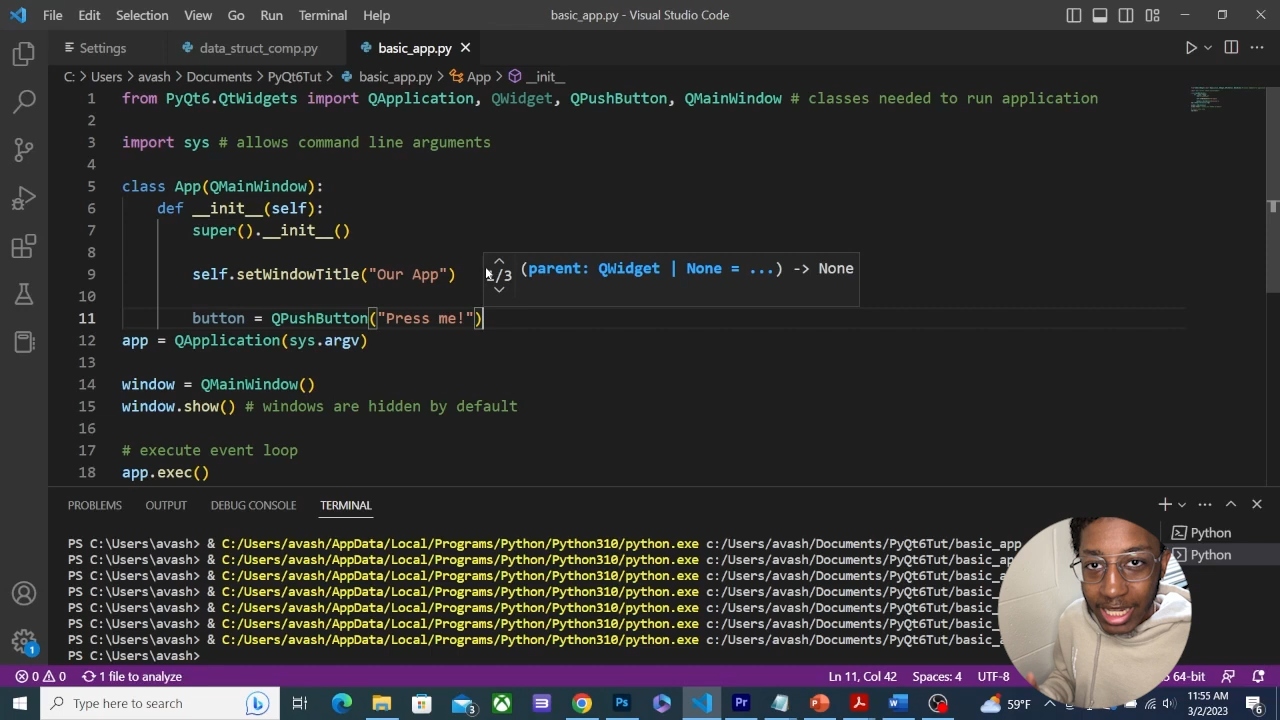 File Edit Selection View Go Run Terminal Help
basic_app.py - Visual Studio Code
Settings
data_struct_comp.py
basic_app.py
C: > Users > avash > Documents > PyQt6Tut > basic_app.py > App > __init__
1 from PyQt6.QtWidgets import QApplication, QWidget, QPushButton, QMainWindow # classes needed to run application
2
3 import sys # allows command line arguments
4
5 class App(QMainWindow):
6 def __init__(self):
7 super().__init__()
8
9 self.setWindowTitle("Our App")
1/3 (parent: QWidget | None = ...) -> None
10
11 button = QPushButton("Press me!")
12 app = QApplication(sys.argv)
13
14 window = QMainWindow()
15 window.show() # windows are hidden by default
16
17 # execute event loop
18 app.exec()
PROBLEMS OUTPUT DEBUG CONSOLE TERMINAL
PS C:\Users\avash> & C:/Users/avash/AppData/Local/Programs/Python/Python310/python.exe c:/Users/avash/Documents/PyQt6Tut/basic_app
PS C:\Users\avash> & C:/Users/avash/AppData/Local/Programs/Python/Python310/python.exe c:/Users/avash/Documents/PyQt6Tut/basic_ap
PS C:\Users\avash> & C:/Users/avash/AppData/Local/Programs/Python/Python310/python.exe c:/Users/avash/Documents/PyQt6Tut/basic_a
PS C:\Users\avash> & C:/Users/avash/AppData/Local/Programs/Python/Python310/python.exe c:/Users/avash/Documents/PyQt6Tut/basic_
PS C:\Users\avash> & C:/Users/avash/AppData/Local/Programs/Python/Python310/python.exe c:/Users/avash/Documents/PyQt6Tut/basic_
PS C:\Users\avash> & C:/Users/avash/AppData/Local/Programs/Python/Python310/python.exe c:/Users/avash/Documents/PyQt6Tut/basic_
PS C:\Users\avash> & C:/Users/avash/AppData/Local/Programs/Python/Python310/python.exe c:/Users/avash/Documents/PyQt6Tut/basic_
PS C:\Users\avash>
Python
Python
0 0 1 file to analyze
Ln 11, Col 42 Spaces: 4 UTF-8 64-bit
Type here to search
59°F
11:55 AM
3/2/2023